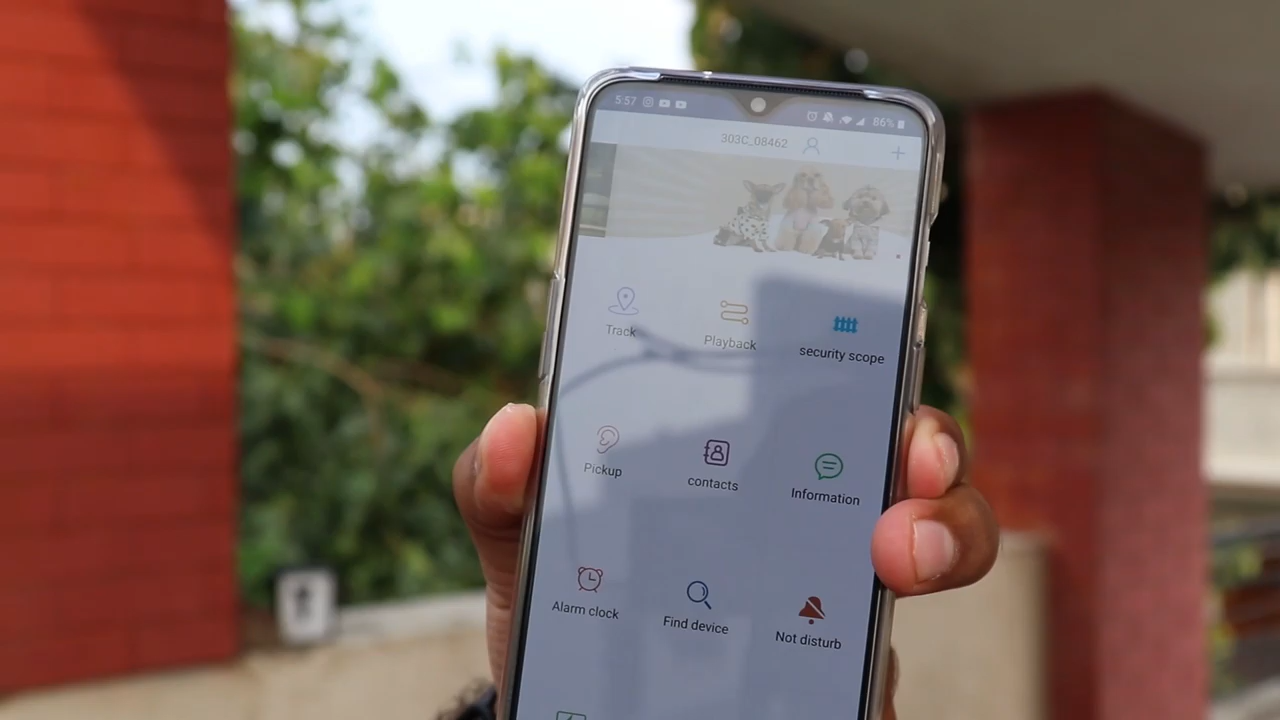 5:57
86%
303C_08462
Track
Playback
security scope
Pickup
contacts
Information
Alarm clock
Find device
Not disturb